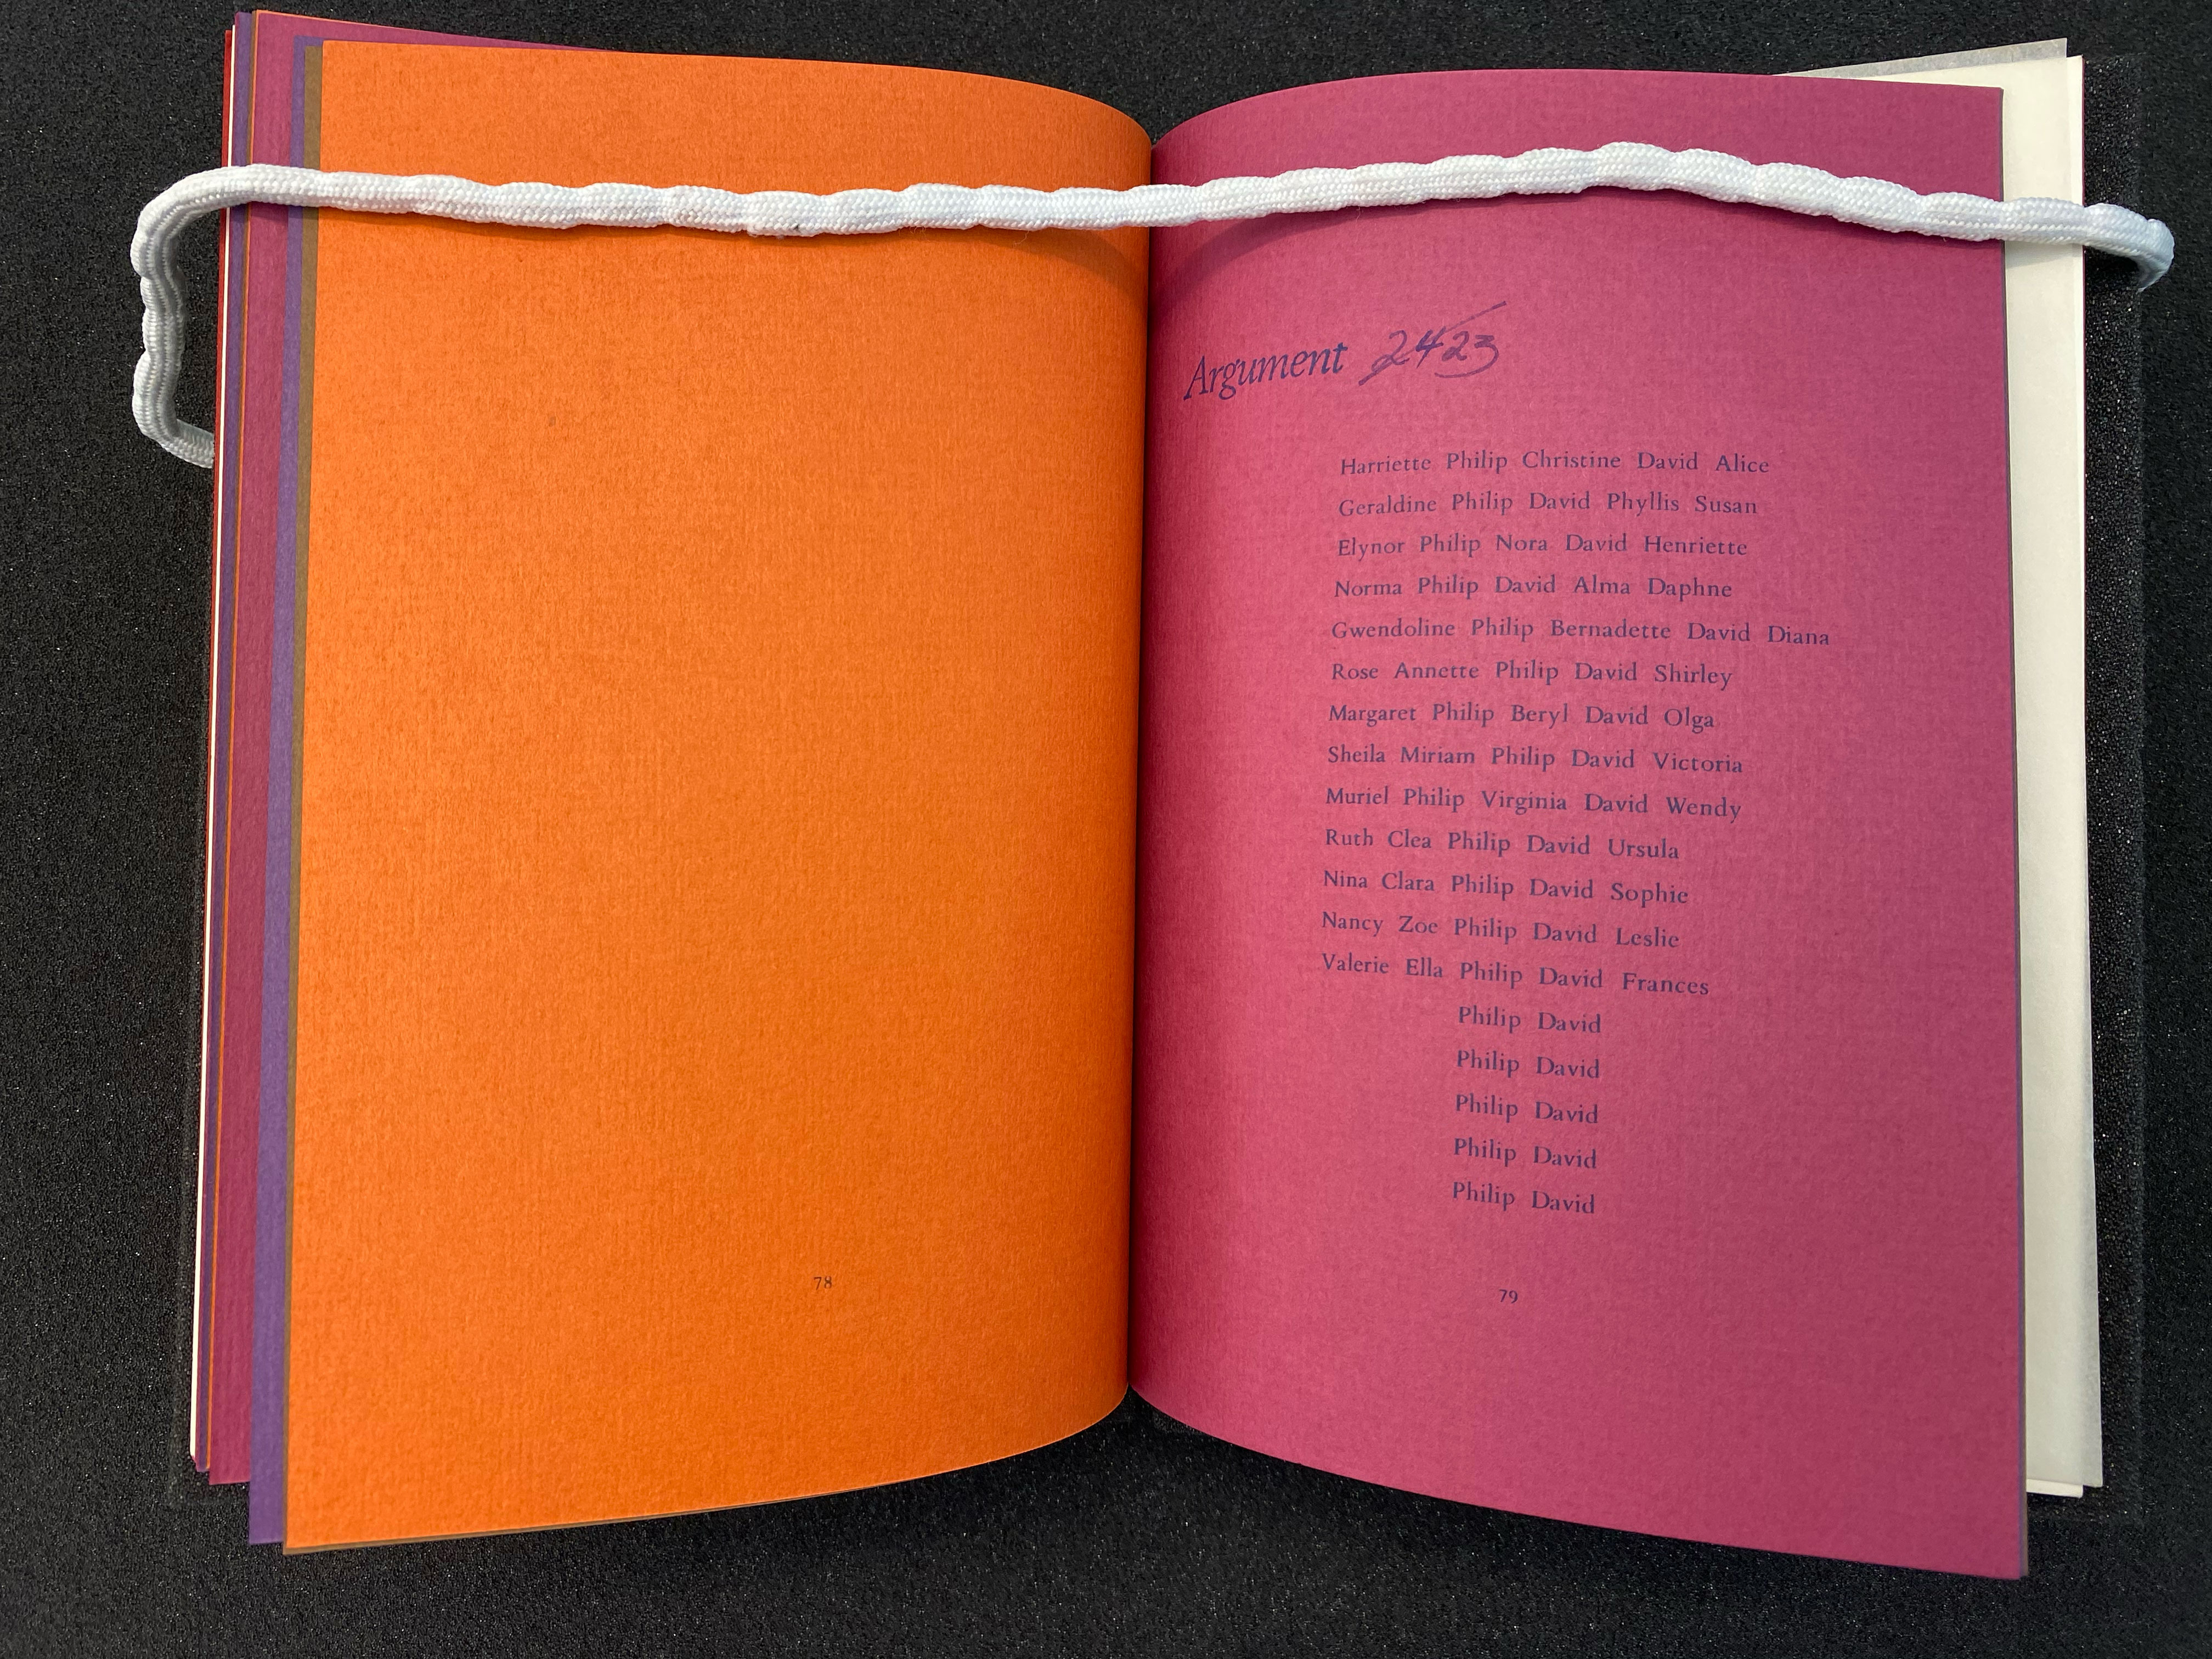 78
Argument 24 23
Harriette Philip Christine David Alice
Geraldine Philip David Phyllis Susan
Elynor Philip Nora David Henriette
Norma Philip David Alma Daphne
Gwendoline Philip Bernadette David Diana
Rose Annette Philip David Shirley
Margaret Philip Beryl David Olga
Sheila Miriam Philip David Victoria
Muriel Philip Virginia David Wendy
Ruth Clea Philip David Ursula
Nina Clara Philip David Sophie
Nancy Zoe Philip David Leslie
Valerie Ella Philip David Frances
Philip David
Philip David
Philip David
Philip David
Philip David
79